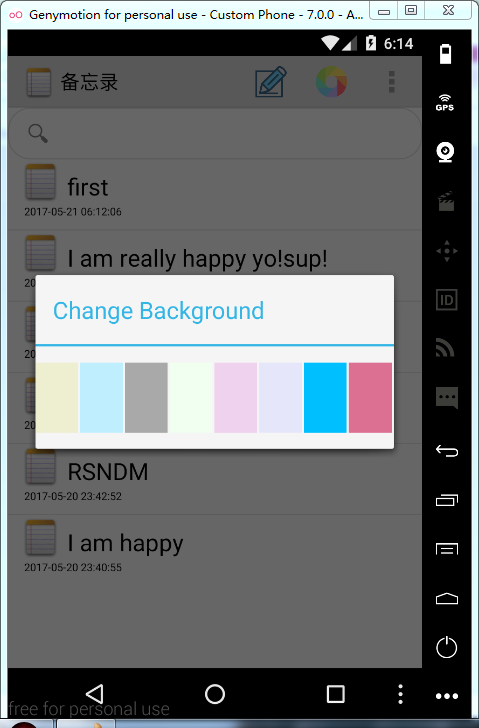 Genymotion for personal use - Custom Phone - 7.0.0 - A...
6:14
备忘录
GPS
first
2017-05-21 06:12:06
I am really happy yo!sup!
Change Background
ID
RSNDM
2017-05-20 23:42:52
I am happy
2017-05-20 23:40:55
free for personal use